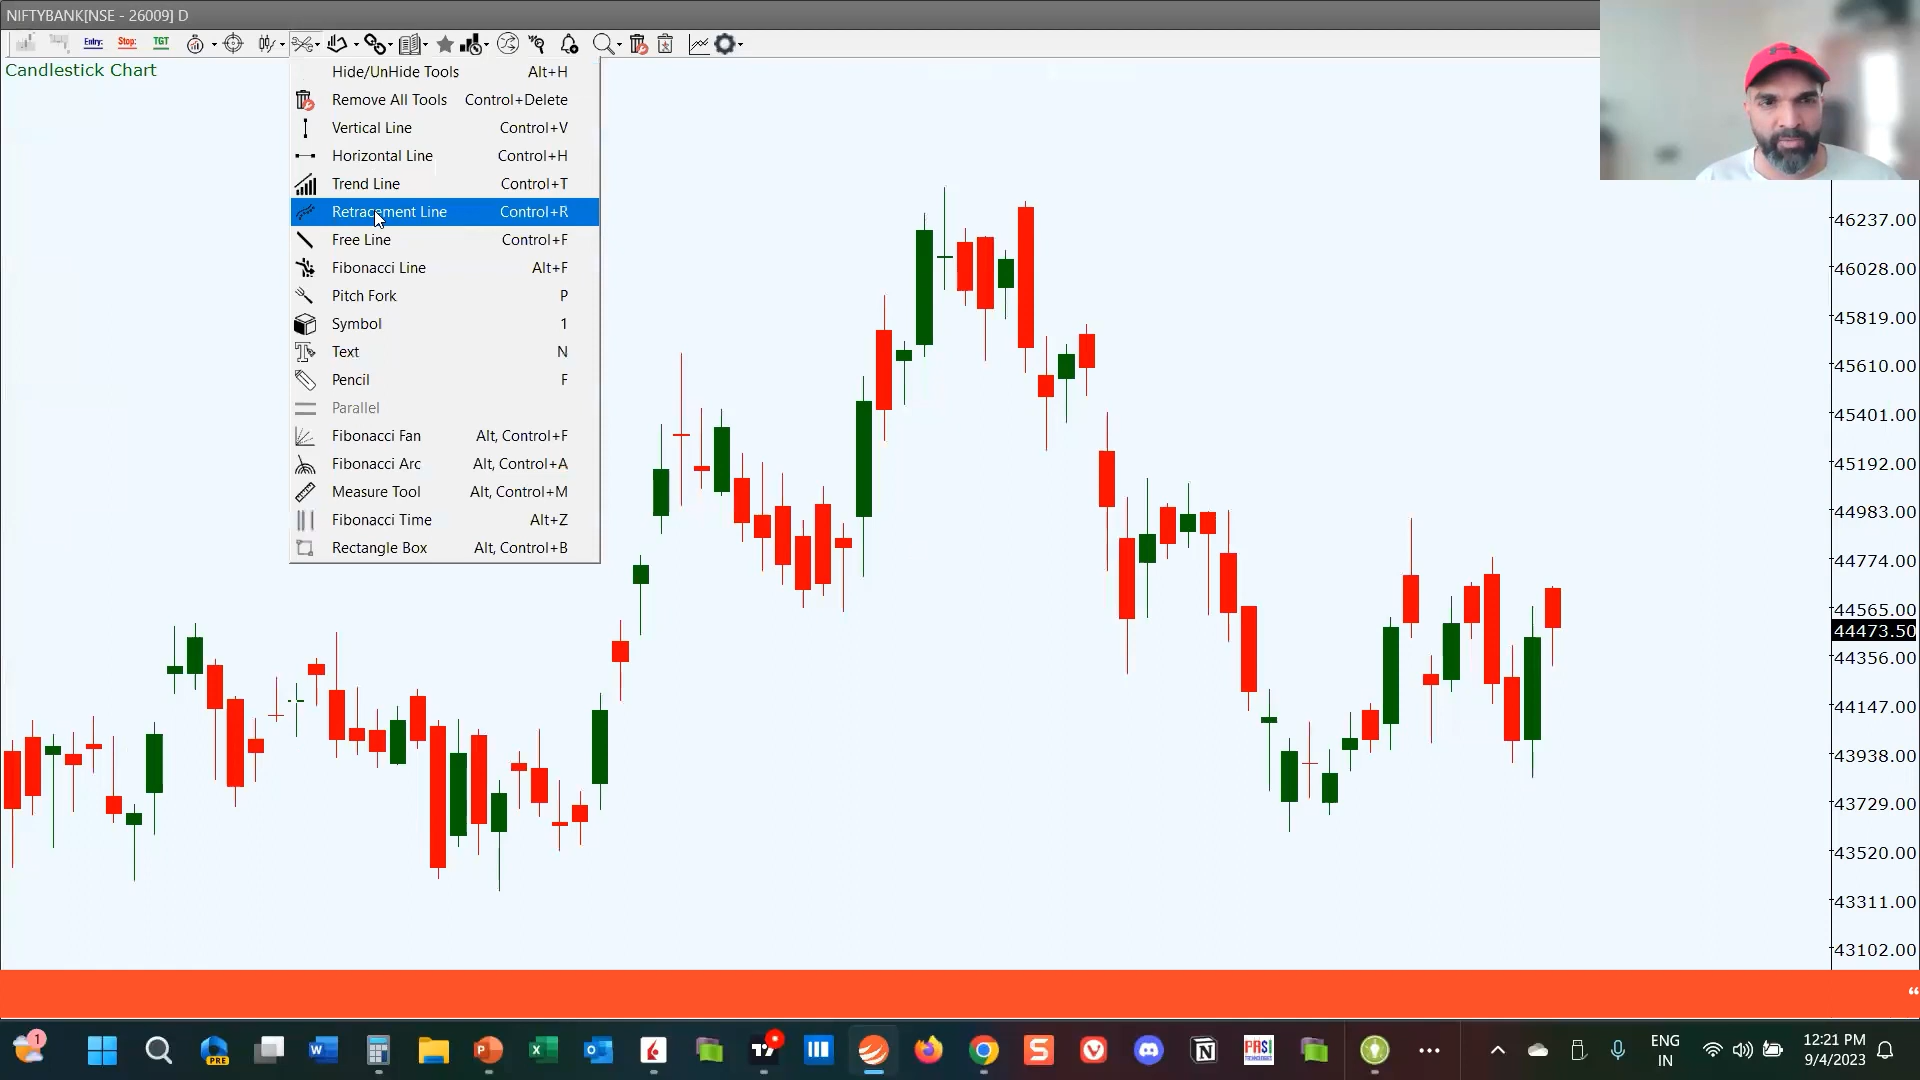 NIFTYBANK[NSE - 26009] D
Entry:
Stop:
TGT
Candlestick Chart
Hide/UnHide Tools Alt+H
Remove All Tools Control+Delete
Vertical Line Control+V
Horizontal Line Control+H
Trend Line Control+T
Retracement Line Control+R
Free Line Control+F
Fibonacci Line Alt+F
Pitch Fork P
Symbol 1
Text N
Pencil F
Parallel
Fibonacci Fan Alt, Control+F
Fibonacci Arc Alt, Control+A
Measure Tool Alt, Control+M
Fibonacci Time Alt+Z
Rectangle Box Alt, Control+B
46237.00
46028.00
45819.00
45610.00
45401.00
45192.00
44983.00
44774.00
44565.00
44473.50
44356.00
44147.00
43938.00
43729.00
43520.00
43311.00
43102.00
“
1
PRE
ENG
IN
12:21 PM
9/4/2023